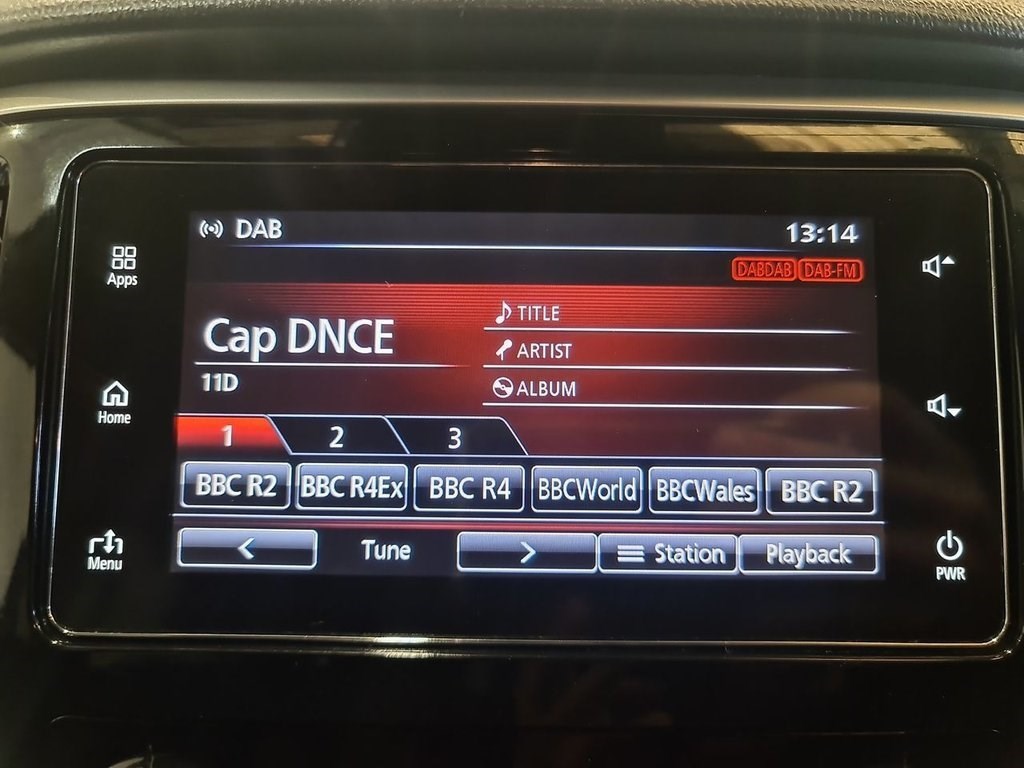 DAB
13:14
DABDAB DAB-FM
Apps
Cap DNCE
11D
TITLE
ARTIST
ALBUM
Home
1 2 3
BBC R2 BBC R4Ex BBC R4 BBCWorld BBCWales BBC R2
< Tune > Station Playback
Menu
PWR